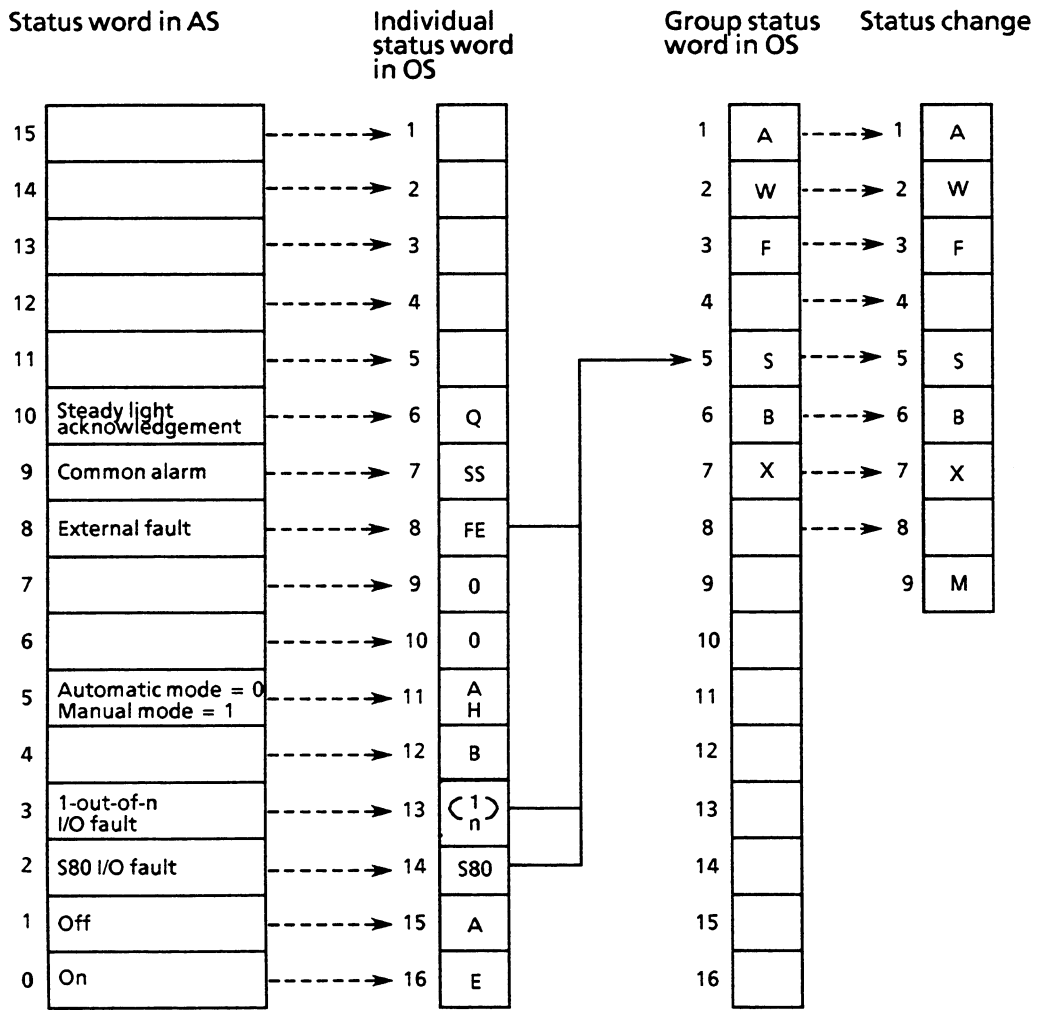 Status word in AS
Individual
status word
in OS
Group status
word in OS
Status change
15 1 1 A 1 A
14 2 2 W 2 W
13 3 3 F 3 F
12 4 4 4
11 5 5 S 5 S
10 Steady light
acknowledgement 6 Q 6 B 6 B
9 Common alarm 7 SS 7 X 7 X
8 External fault 8 FE 8 8
7 9 0 9 9 M
6 10 0 10
5 Automatic mode = 0
Manual mode = 1 11 A
H 11
4 12 B 12
3 1-out-of-n
I/O fault 13 (1
n) 13
2 S80 I/O fault 14 S80 14
1 Off 15 A 15
0 On 16 E 16